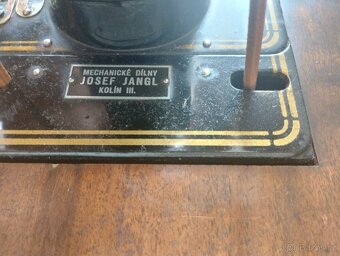 MECHANICKÉ DÍLNY
JOSEF JANGL
KOLÍN III.